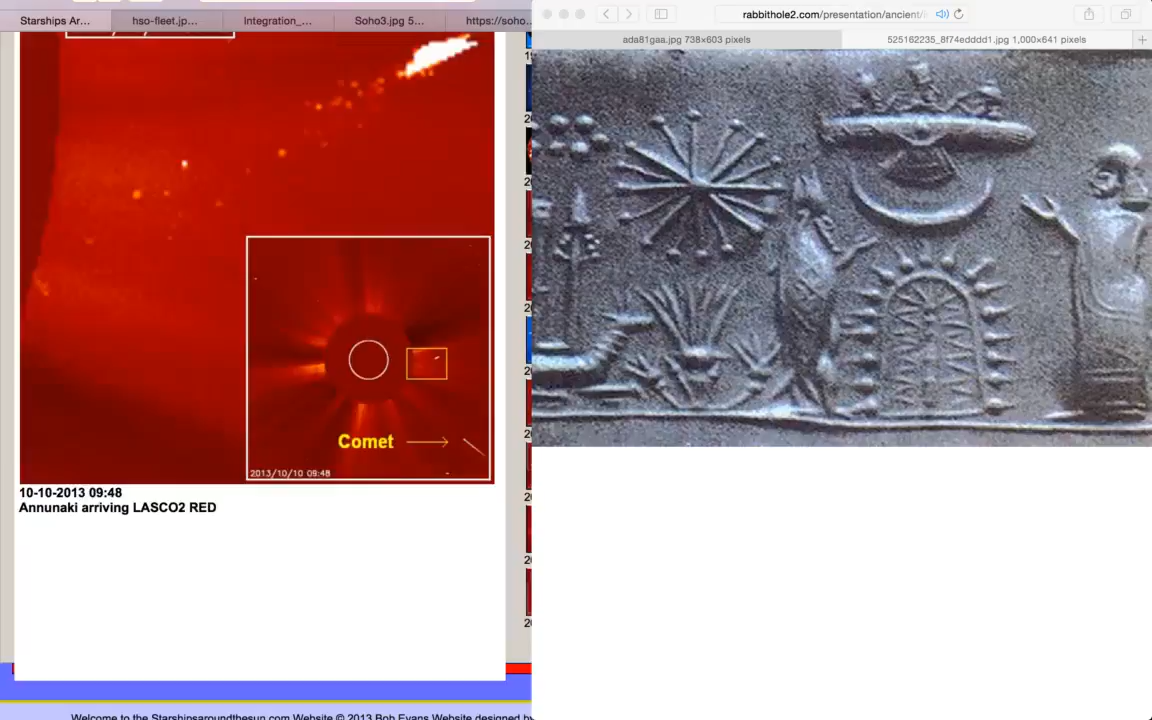 Starships Ar...
hso-fleet.jp...
Integration_...
Soho3.jpg 5...
https://soho...
Comet
2013/10/10 09:48
10-10-2013 09:48
Annunaki arriving LASCO2 RED
Welcome to the Starshipsaroundthesun.com Website © 2013 Bob Evans Website designed by
rabbithole2.com/presentation/ancient/
ada81gaa.jpg 738×603 pixels
525162235_8f74edddd1.jpg 1,000×641 pixels